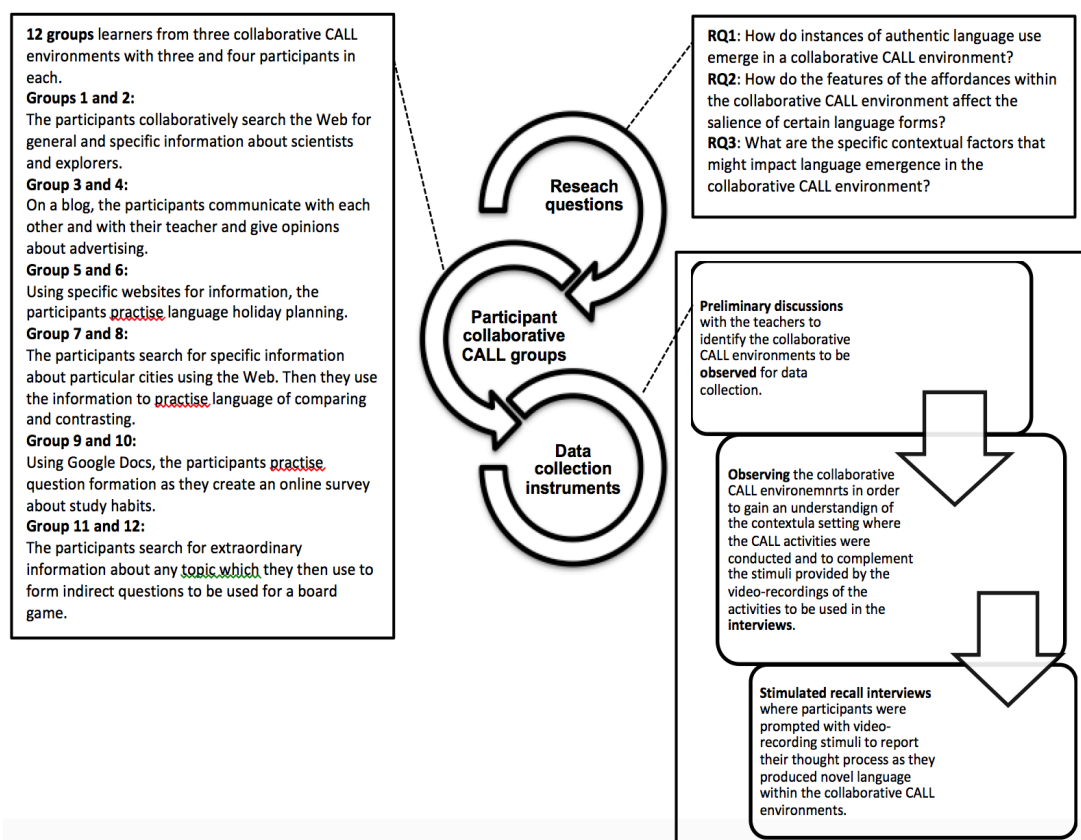 12 groups learners from three collaborative CALL
environments with three and four participants in
each.
Groups 1 and 2:
The participants collaboratively search the Web for
general and specific information about scientists
and explorers.
Group 3 and 4:
On a blog, the participants communicate with each
other and with their teacher and give opinions
about advertising.
Group 5 and 6:
Using specific websites for information, the
participants practise language holiday planning.
Group 7 and 8:
The participants search for specific information
about particular cities using the Web. Then they use
the information to practise language of comparing
and contrasting.
Group 9 and 10:
Using Google Docs, the participants practise
question formation as they create an online survey
about study habits.
Group 11 and 12:
The participants search for extraordinary
information about any topic which they then use to
form indirect questions to be used for a board
game.
Reseach
questions
Participant
collaborative
CALL groups
Data
collection
instruments
RQ1: How do instances of authentic language use
emerge in a collaborative CALL environment?
RQ2: How do the features of the affordances within
the collaborative CALL environment affect the
salience of certain language forms?
RQ3: What are the specific contextual factors that
might impact language emergence in the
collaborative CALL environment?
Preliminary discussions
with the teachers to
identify the collaborative
CALL environments to be
observed for data
collection.
Observing the collaborative
CALL environemnrts in order
to gain an understandign of
the contextula setting where
the CALL activities were
conducted and to complement
the stimuli provided by the
video-recordings of the
activities to be used in the
interviews.
Stimulated recall interviews
where participants were
prompted with video-
recording stimuli to report
their thought process as they
produced novel language
within the collaborative CALL
environments.